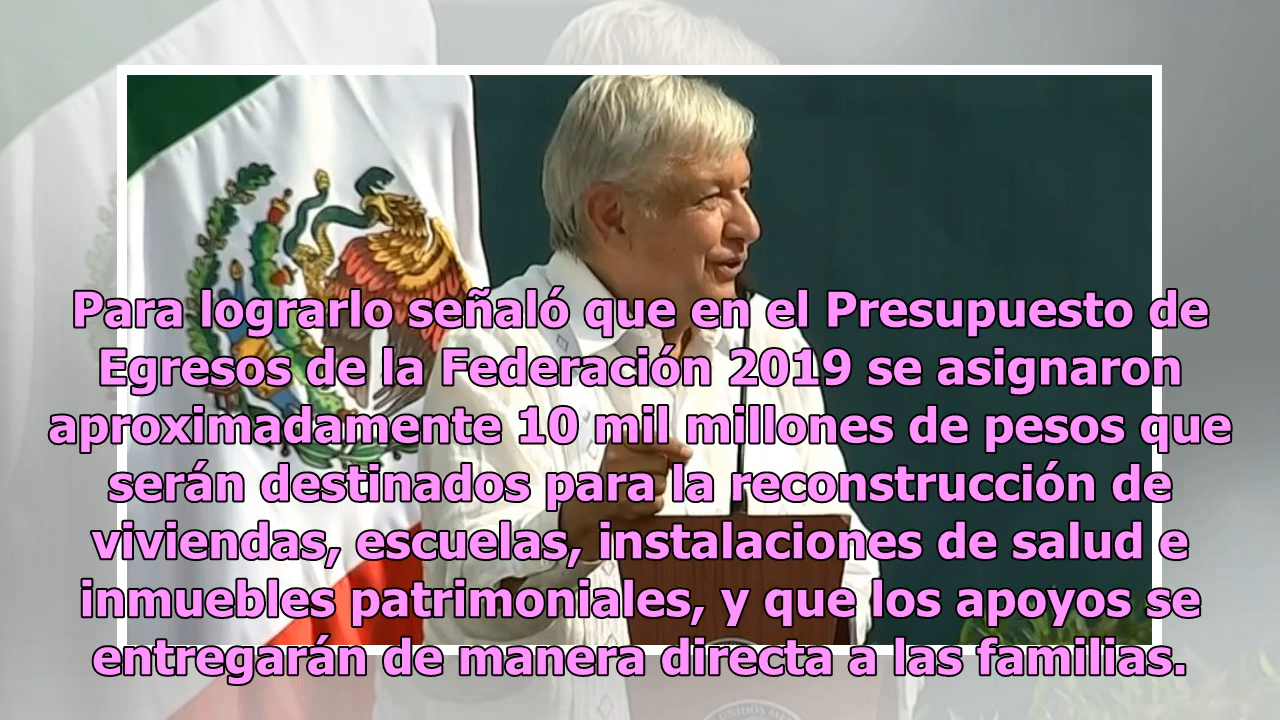 Para lograrlo señaló que en el Presupuesto de
Egresos de la Federación 2019 se asignaron
aproximadamente 10 mil millones de pesos que
serán destinados para la reconstrucción de
viviendas, escuelas, instalaciones de salud e
inmuebles patrimoniales, y que los apoyos se
entregarán de manera directa a las familias.